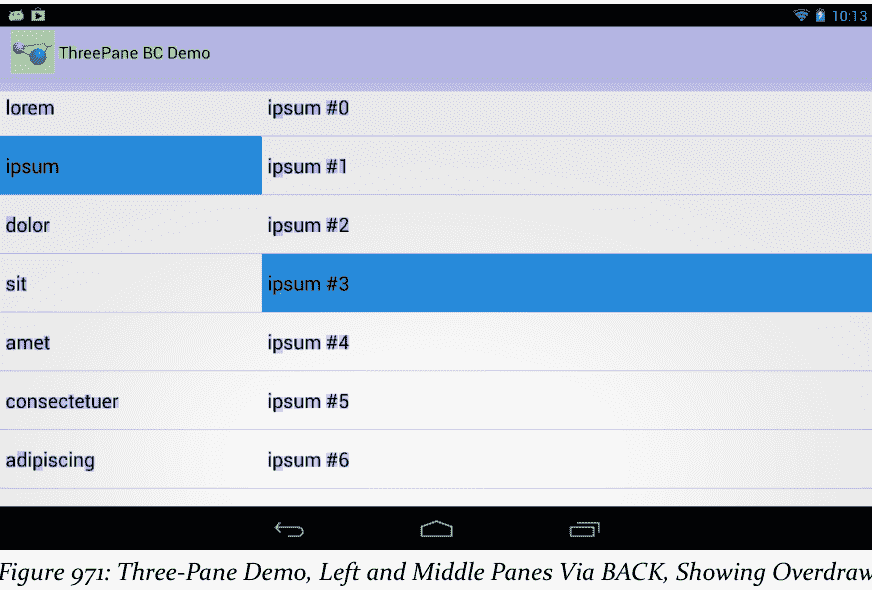 10:13
ThreePane BC Demo
lorem ipsum #0
ipsum ipsum #1
dolor ipsum #2
sit ipsum #3
amet ipsum #4
consectetuer ipsum #5
adipiscing ipsum #6
Figure 971: Three-Pane Demo, Left and Middle Panes Via BACK, Showing Overdraw